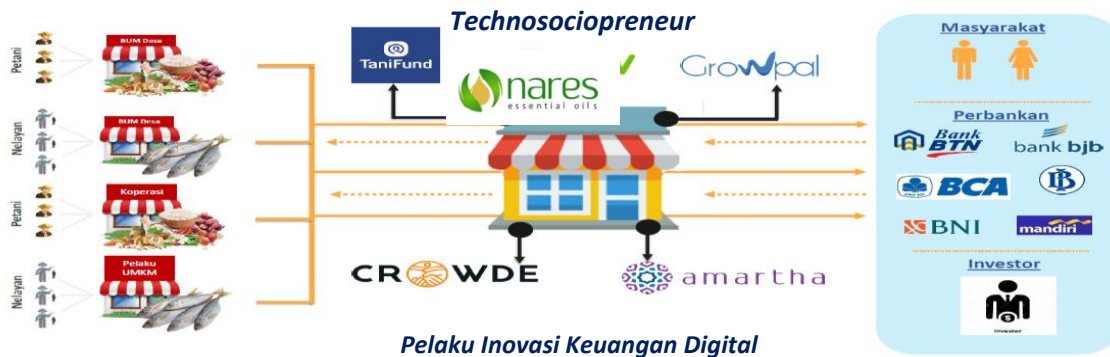 Technosociopreneur
Petani
BUM Desa
Nelayan
BUM Desa
Petani
Koperasi
Nelayan
Pelaku
UMKM
TaniFund
nares
essential oils
Growpal
CROWDE
amartha
Pelaku Inovasi Keuangan Digital
Masyarakat
Perbankan
Bank
BTN
bank bjb
BCA
BNI
mandiri
Investor
Investor